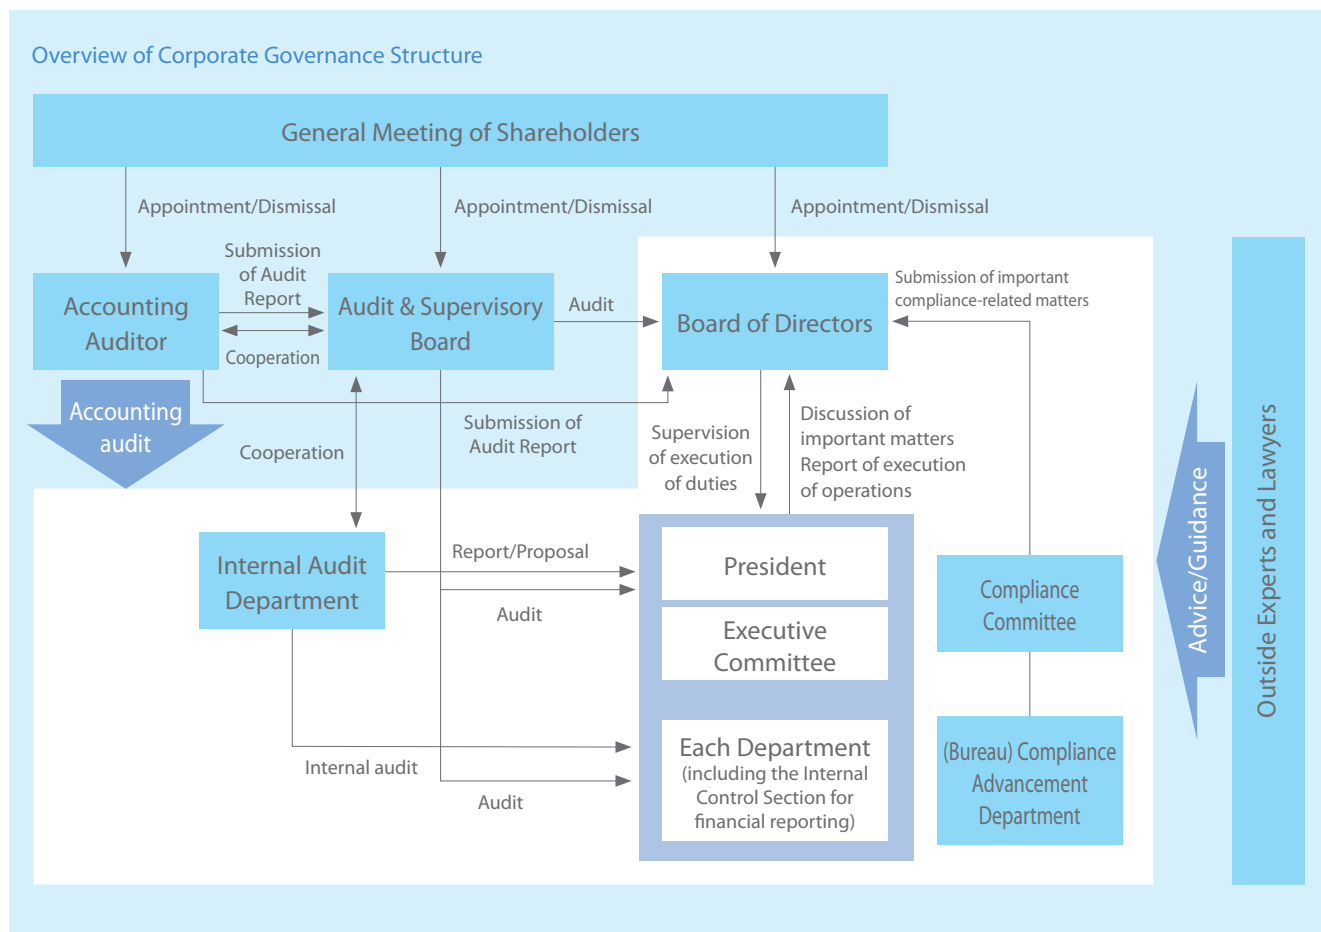 Overview of Corporate Governance Structure
General Meeting of Shareholders
Appointment/Dismissal
Appointment/Dismissal
Appointment/Dismissal
Submission
of Audit
Report
Accounting
Auditor
Cooperation
Audit & Supervisory
Board
Audit
Board of Directors
Submission of important
compliance-related matters
Accounting
audit
Cooperation
Submission of
Audit Report
Supervision
of execution
of duties
Discussion of
important matters
Report of execution
of operations
Internal Audit
Department
Report/Proposal
Audit
President
Executive
Committee
Internal audit
Audit
Each Department
(including the Internal
Control Section for
financial reporting)
Compliance
Committee
(Bureau) Compliance
Advancement
Department
Advice/Guidance
Outside Experts and Lawyers